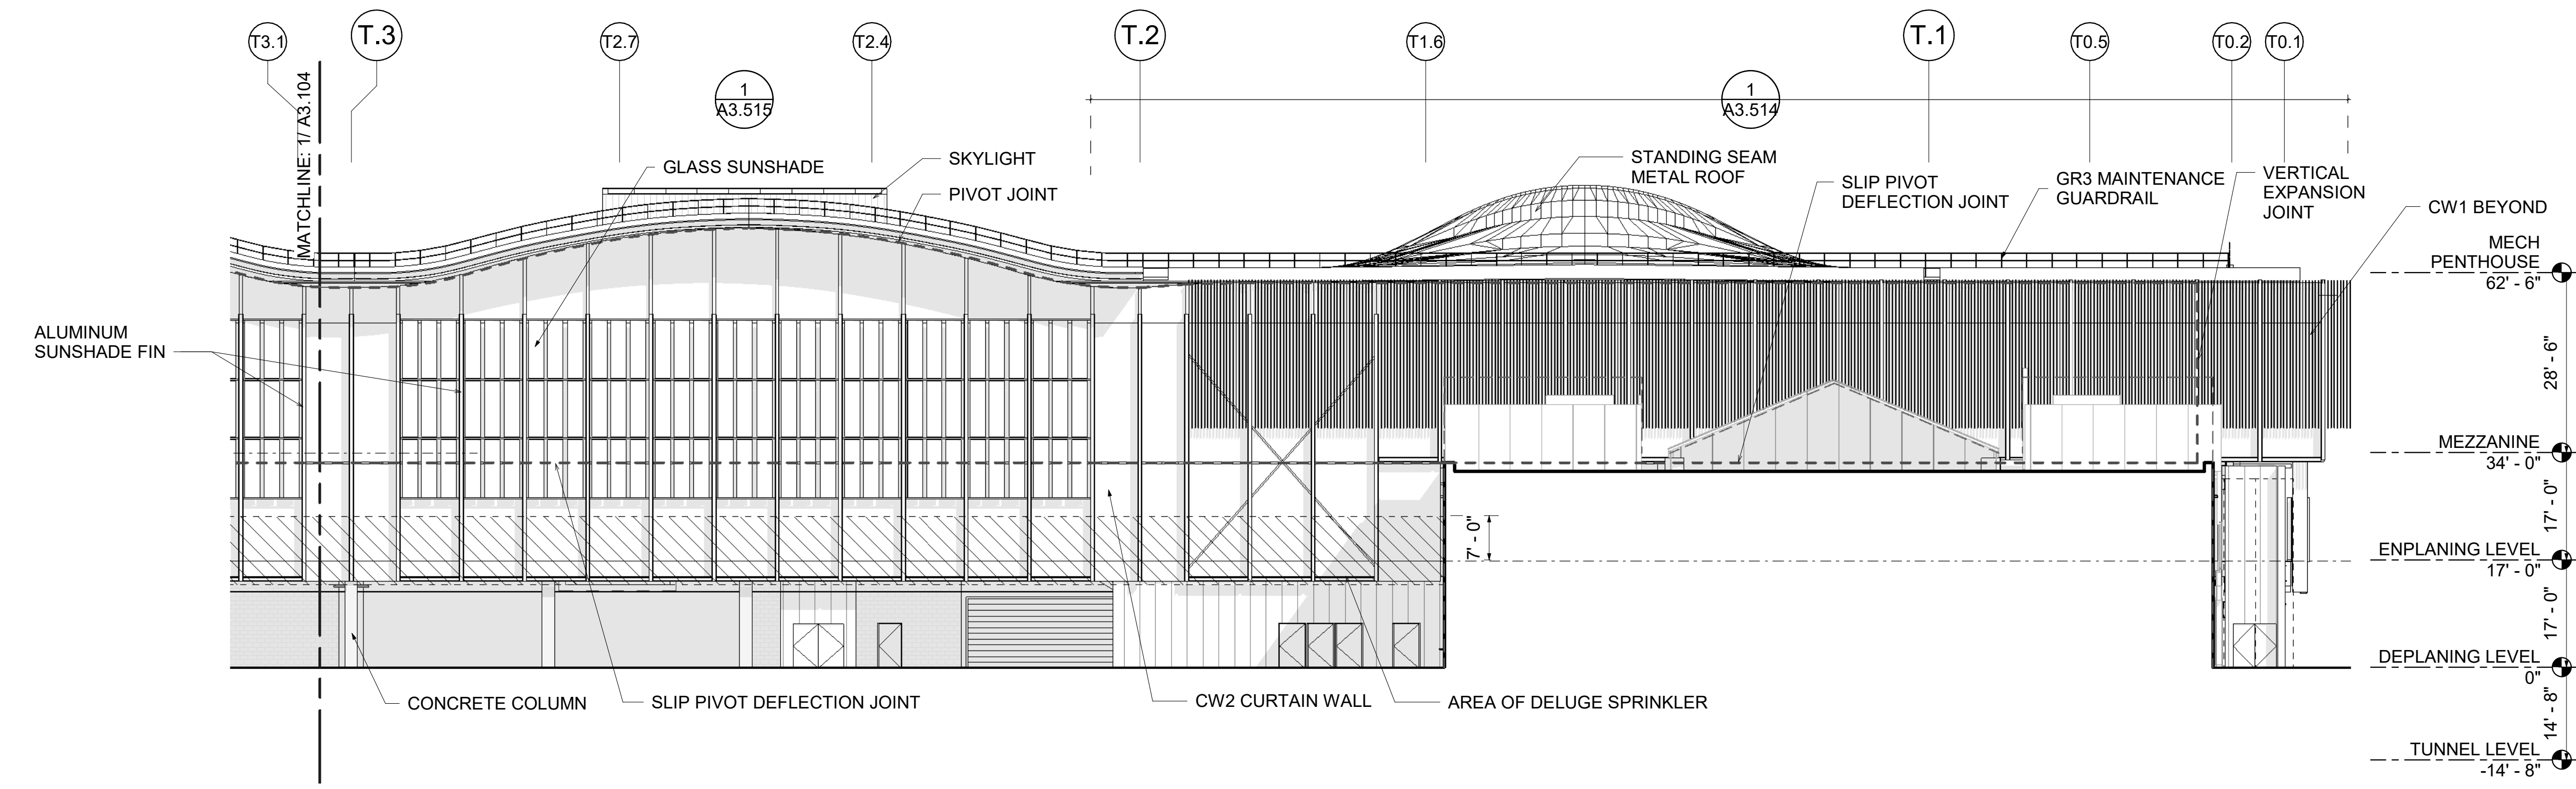 T3.1
T.3
T2.7
T2.4
T.2
T1.6
T.1
T0.5
T0.2
T0.1
MATCHLINE: 1/ A3.104
1
A3.515
1
A3.514
GLASS SUNSHADE
SKYLIGHT
PIVOT JOINT
STANDING SEAM
METAL ROOF
SLIP PIVOT
DEFLECTION JOINT
GR3 MAINTENANCE
GUARDRAIL
VERTICAL
EXPANSION
JOINT
CW1 BEYOND
MECH
PENTHOUSE
62' - 6"
ALUMINUM
SUNSHADE FIN
28' - 6"
MEZZANINE
34' - 0"
17' - 0"
7' - 0"
ENPLANING LEVEL
17' - 0"
17' - 0"
DEPLANING LEVEL
0"
14' - 8"
TUNNEL LEVEL
-14' - 8"
CONCRETE COLUMN
SLIP PIVOT DEFLECTION JOINT
CW2 CURTAIN WALL
AREA OF DELUGE SPRINKLER